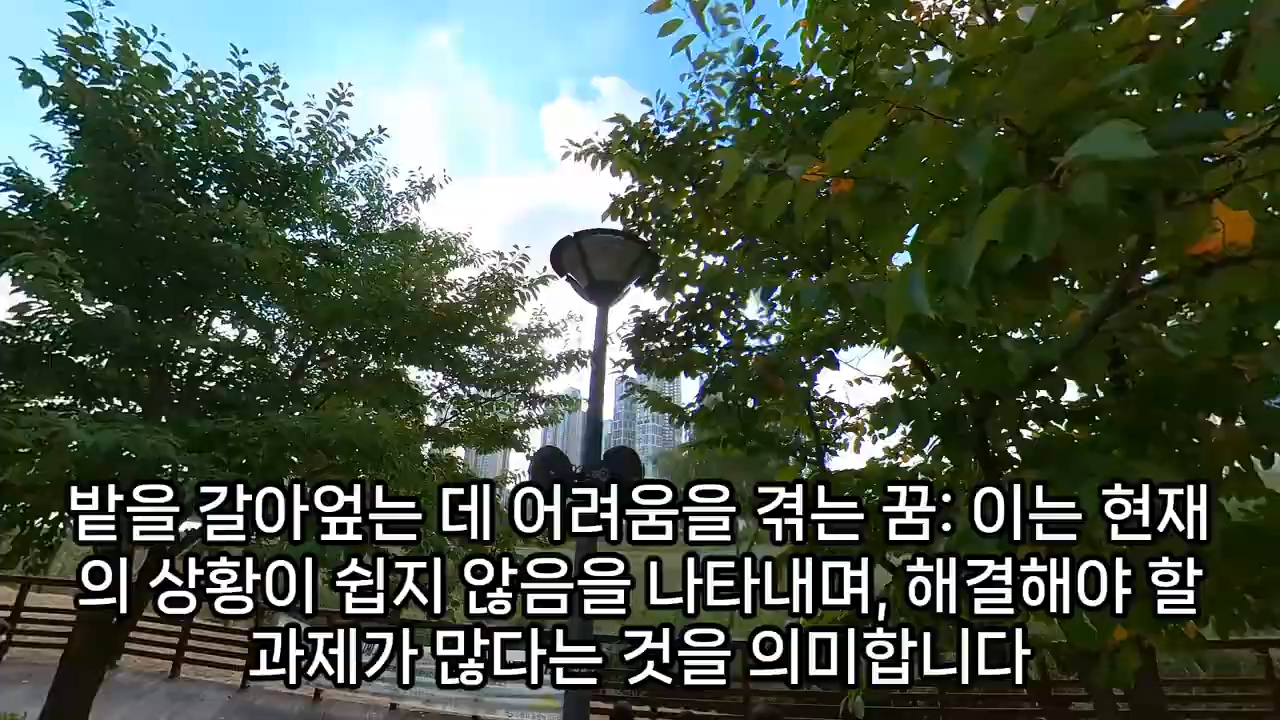 밭을 갈아엎는 데 어려움을 겪는 꿈: 이는 현재
의 상황이 쉽지 않음을 나타내며, 해결해야 할
과제가 많다는 것을 의미합니다